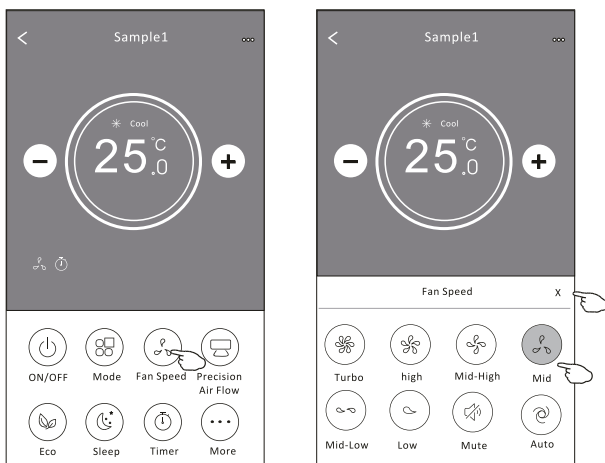 Sample1
Cool
25.0 °C
ON/OFF
Mode
Fan Speed
Precision
Air Flow
Eco
Sleep
Timer
More
Sample1
Cool
25.0 °C
Fan Speed
X
Turbo
high
Mid-High
Mid
Mid-Low
Low
Mute
Auto